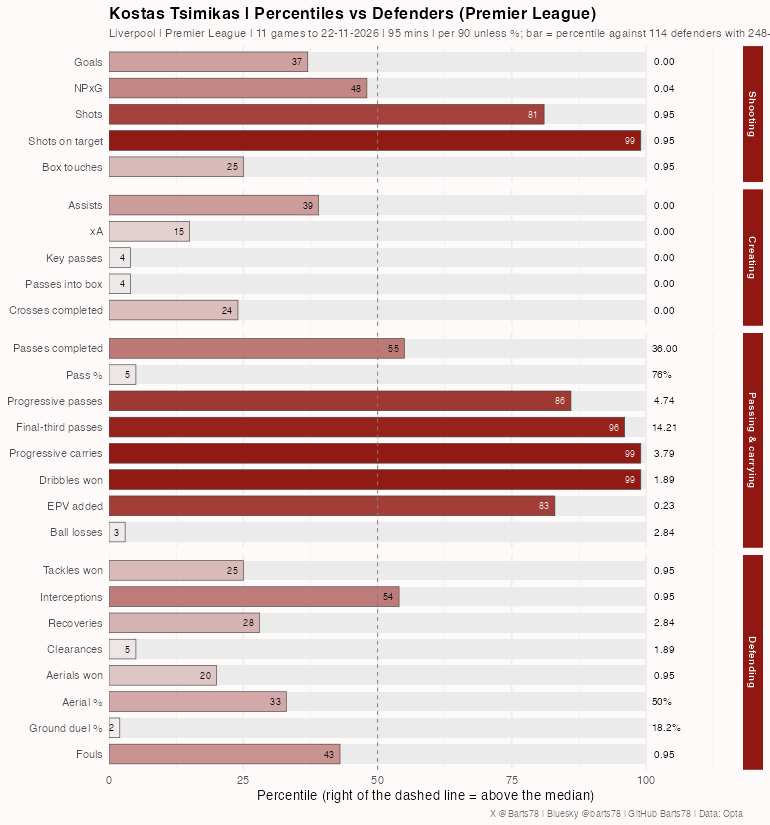 Kostas Tsimikas | Percentiles vs Defenders (Premier League)
Liverpool | Premier League | 11 games to 22-11-2026 | 95 mins | per 90 unless %; bar = percentile against 114 defenders with 248-
Goals 37 0.00
NPxG 48 0.04
Shots 81 0.95
Shots on target 99 0.95
Box touches 25 0.95
Shooting
Assists 39 0.00
xA 15 0.00
Key passes 4 0.00
Passes into box 4 0.00
Crosses completed 24 0.00
Creating
Passes completed 55 36.00
Pass % 5 76%
Progressive passes 86 4.74
Final-third passes 96 14.21
Progressive carries 99 3.79
Dribbles won 99 1.89
EPV added 83 0.23
Ball losses 3 2.84
Passing & carrying
Tackles won 25 0.95
Interceptions 54 0.95
Recoveries 28 2.84
Clearances 5 1.89
Aerials won 20 0.95
Aerial % 33 50%
Ground duel % 2 18.2%
Fouls 43 0.95
Defending
0 25 50 75 100
Percentile (right of the dashed line = above the median)
X @Barts78 | Bluesky @barts78 | GitHub Barts78 | Data: Opta